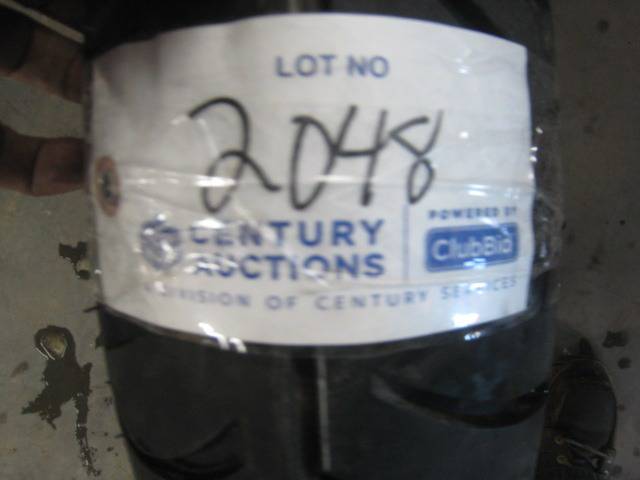 LOT NO
2048
CENTURY
AUCTIONS
POWERED BY
ClubBid
A DIVISION OF CENTURY SERVICES